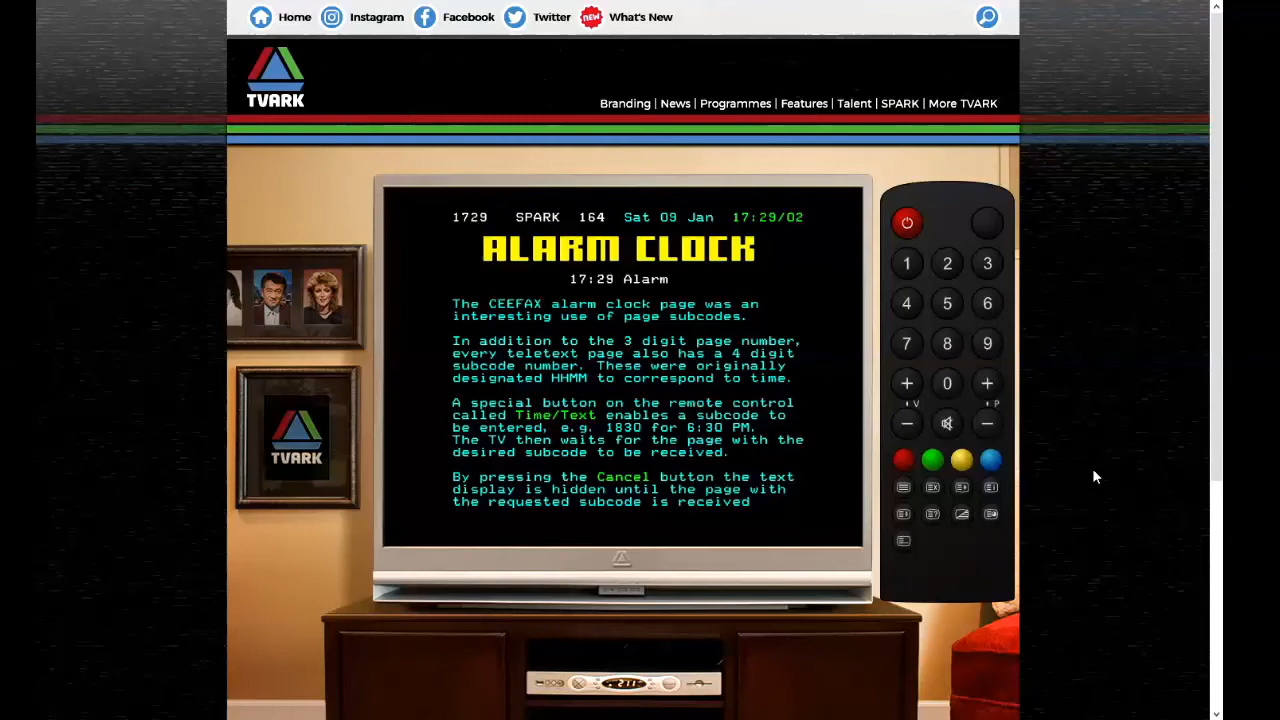 Home Instagram Facebook Twitter NEW What's New
TVARK
Branding | News | Programmes | Features | Talent | SPARK | More TVARK
1729 SPARK 164 Sat 09 Jan 17:29/02
ALARM CLOCK
17:29 Alarm
The CEEFAX alarm clock page was an
interesting use of page subcodes.
In addition to the 3 digit page number,
every teletext page also has a 4 digit
subcode number. These were originally
designated HHMM to correspond to time.
A special button on the remote control
called Time/Text enables a subcode to
be entered, e.g. 1830 for 6:30 PM.
The TV then waits for the page with the
desired subcode to be received.
By pressing the Cancel button the text
display is hidden until the page with
the requested subcode is received
TVARK
1 2 3
4 5 6
7 8 9
+ 0 +
V P
− −